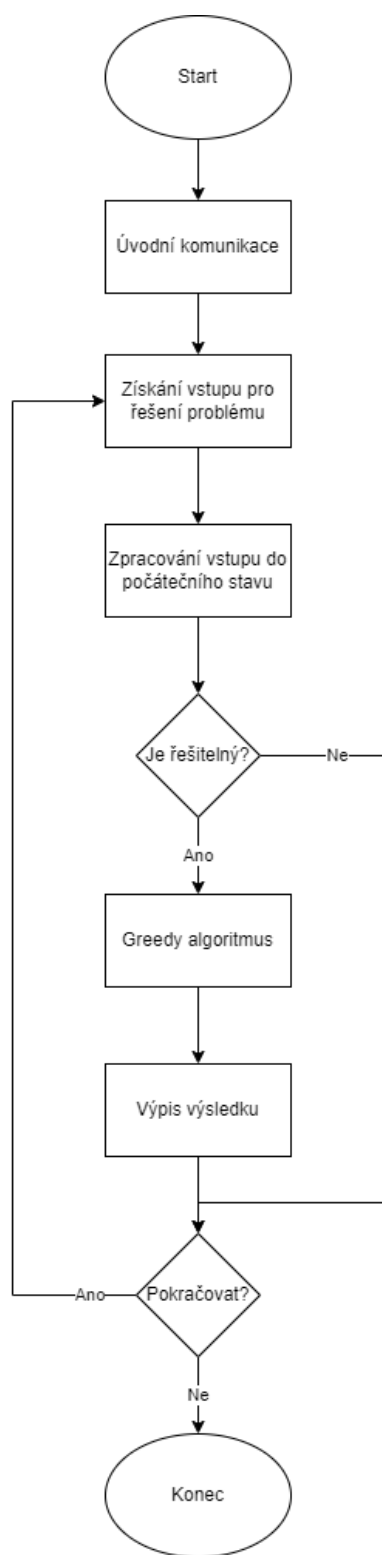 Start
Úvodní komunikace
Získání vstupu pro
řešení problému
Zpracování vstupu do
počátečního stavu
Je řešitelný?
Ne
Ano
Greedy algoritmus
Výpis výsledku
Pokračovat?
Ano
Ne
Konec